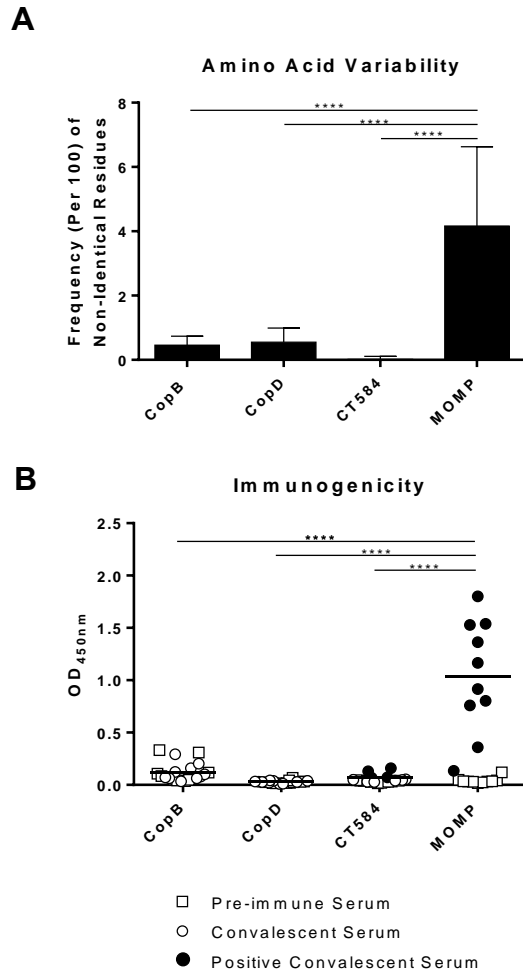 A
Amino Acid Variability
Frequency (Per 100) of
Non-Identical Residues
8
6
4
2
0
****
****
****
CopB
CopD
CT584
MOMP
B
Immunogenicity
OD450nm
2.5
2.0
1.5
1.0
0.5
0.0
****
****
****
CopB
CopD
CT584
MOMP
Pre-immune Serum
Convalescent Serum
Positive Convalescent Serum